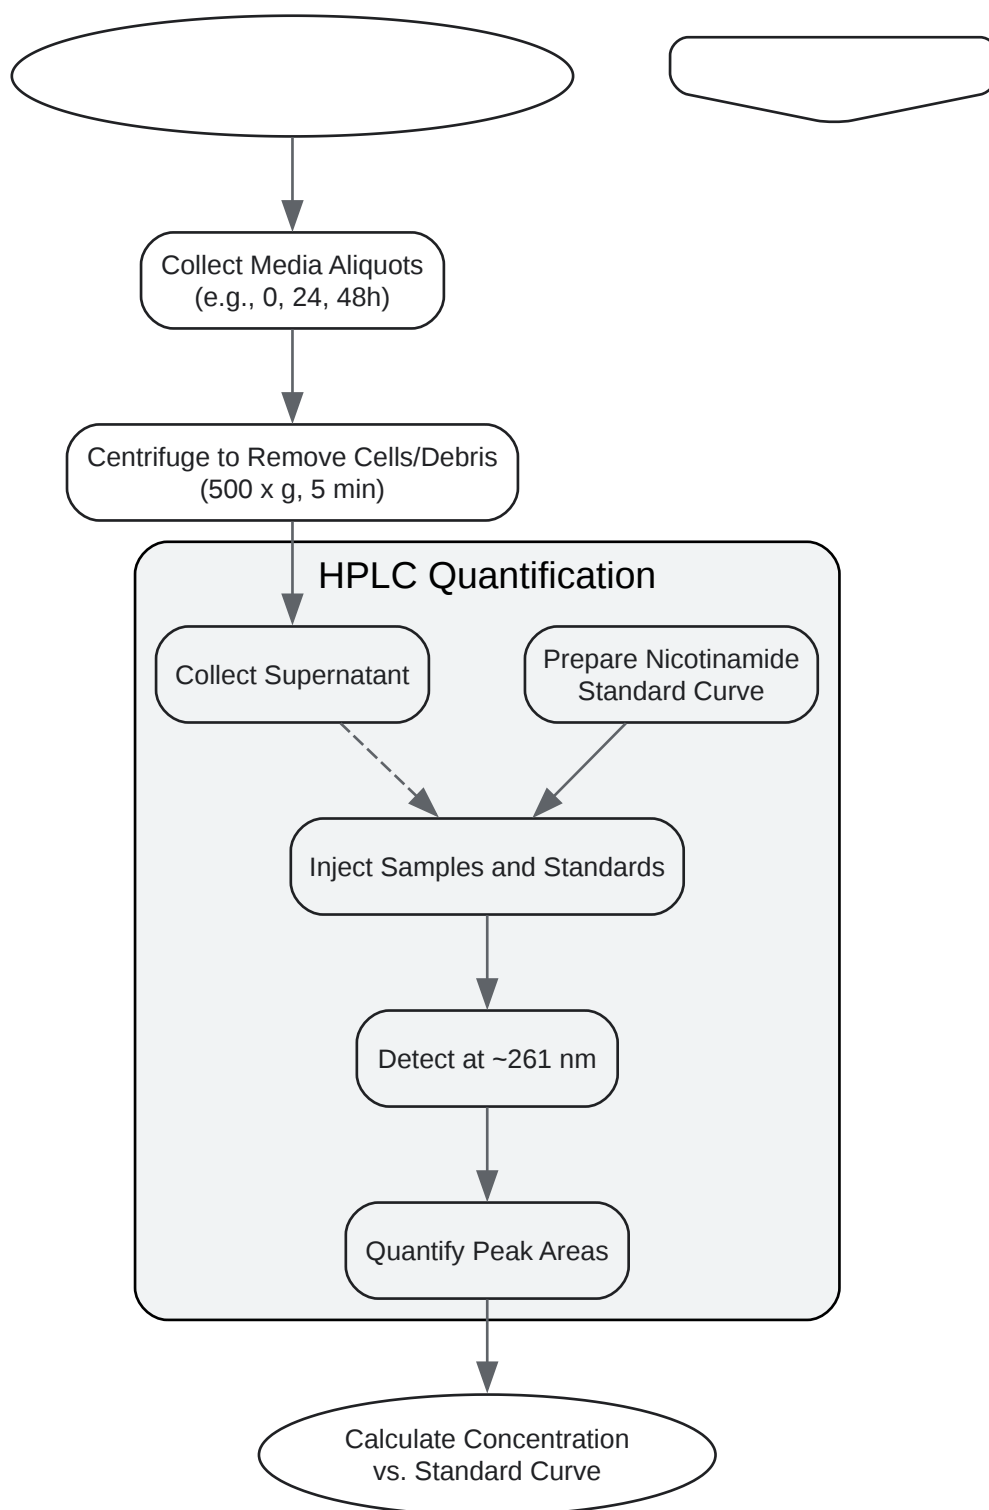 Collect Media Aliquots
(e.g., 0, 24, 48h)
Centrifuge to Remove Cells/Debris
(500 x g, 5 min)
HPLC Quantification
Collect Supernatant
Prepare Nicotinamide
Standard Curve
Inject Samples and Standards
Detect at ~261 nm
Quantify Peak Areas
Calculate Concentration
vs. Standard Curve